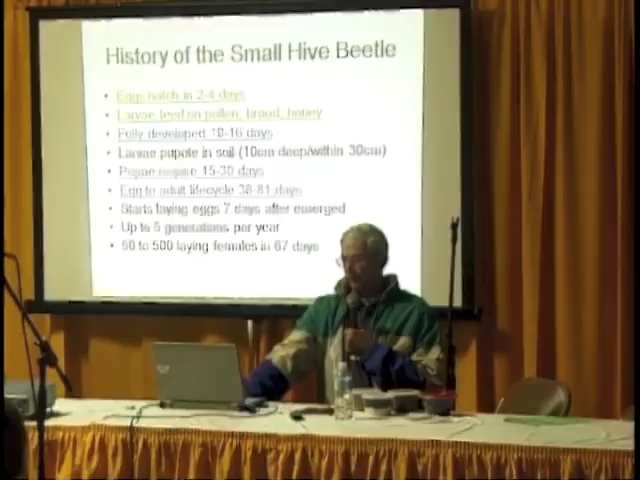 History of the Small Hive Beetle
• Eggs hatch in 2-4 days
• Larvae feed on pollen, brood, honey
• Fully developed 10-16 days
• Larvae pupate in soil (10cm deep/within 30cm)
• Pupae require 15-30 days
• Egg to adult lifecycle 38-81 days
• Starts laying eggs 7 days after emerged
• Up to 5 generations per year
• 50 to 500 laying females in 67 days